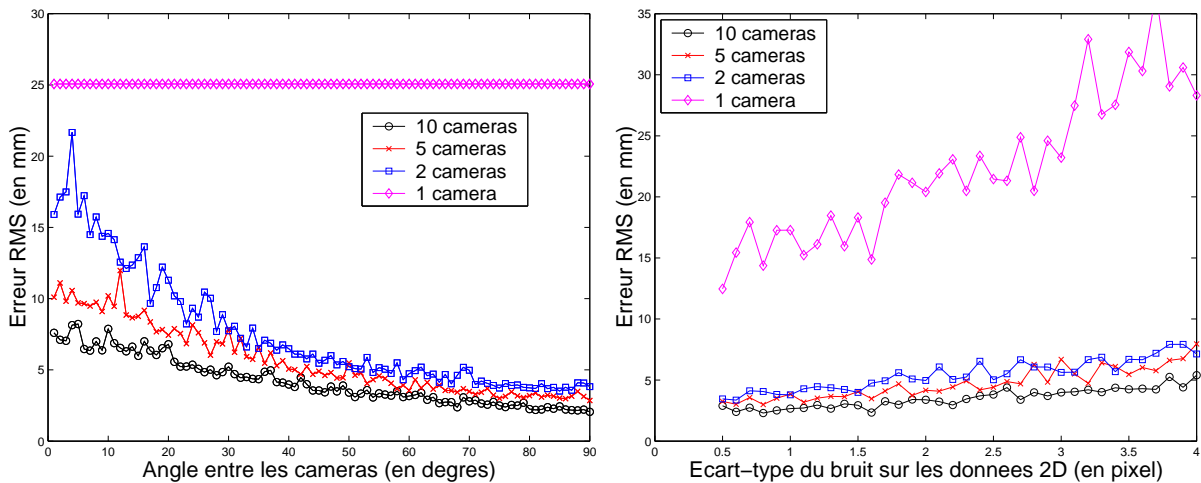 30
25
20
15
10
5
0
0 10 20 30 40 50 60 70 80 90
Erreur RMS (en mm)
Angle entre les cameras (en degres)
10 cameras
5 cameras
2 cameras
1 camera
35
30
25
20
15
10
5
0
0 0.5 1 1.5 2 2.5 3 3.5 4
Erreur RMS (en mm)
Ecart−type du bruit sur les donnees 2D (en pixel)
10 cameras
5 cameras
2 cameras
1 camera